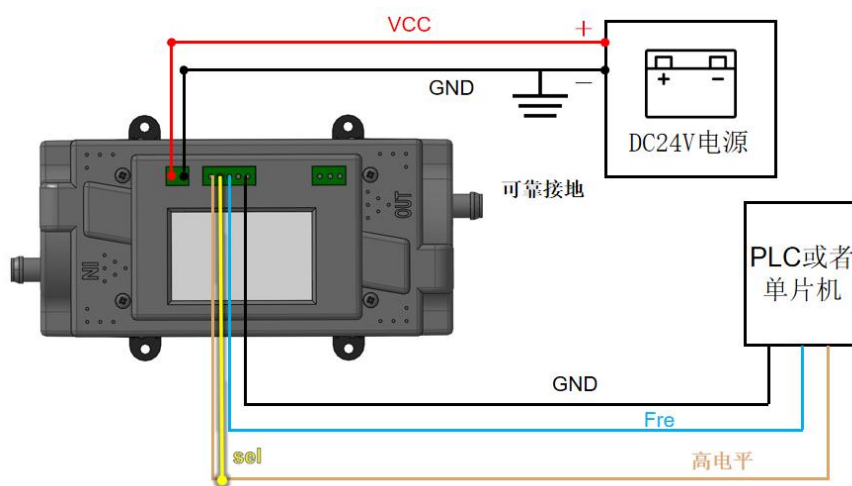 VCC
+
GND
−
+ −
DC24V电源
可靠接地
OUT
IN
PLC或者
单片机
GND
Fre
sel
高电平